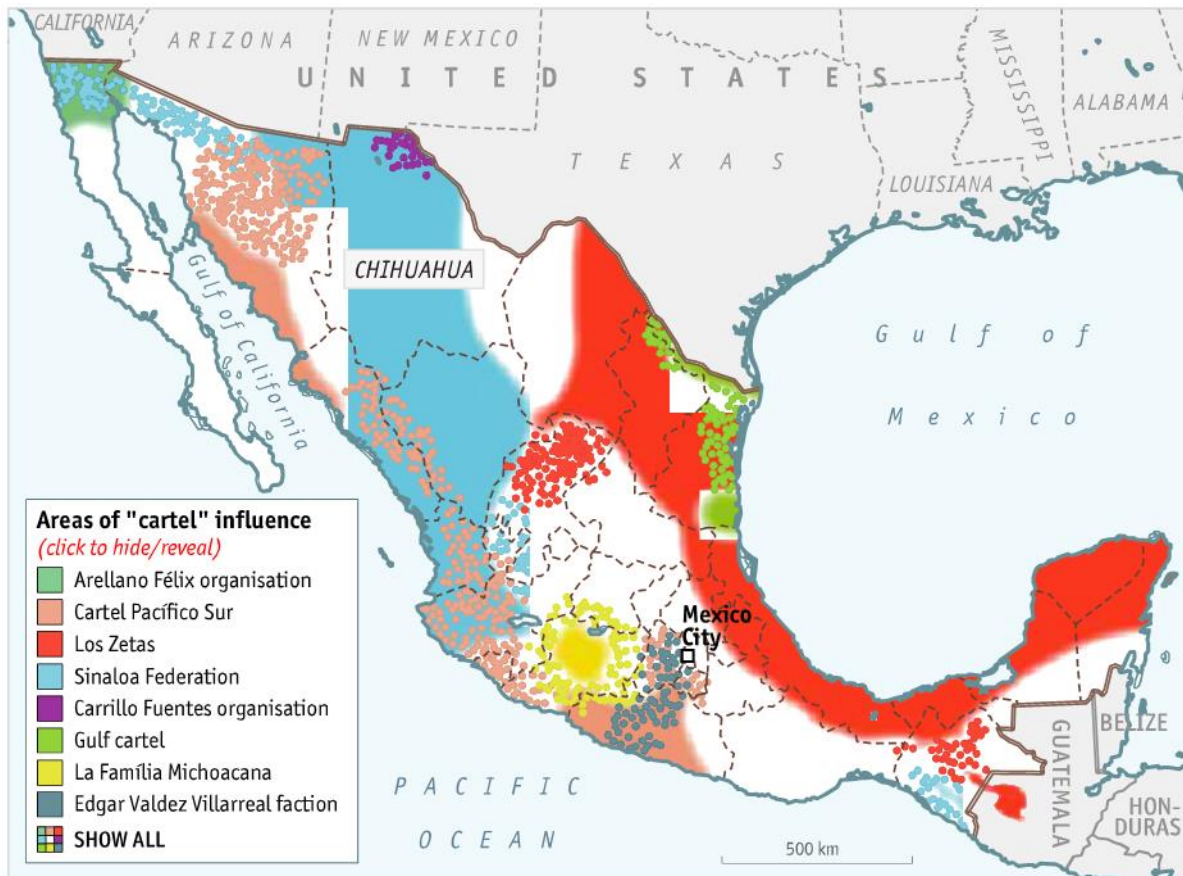 CALIFORNIA
ARIZONA
NEW MEXICO
UNITED STATES
MISSISSIPPI
ALABAMA
TEXAS
LOUISIANA
CHIHUAHUA
Gulf of California
Gulf of
Mexico
Areas of "cartel" influence
(click to hide/reveal)
Arellano Félix organisation
Cartel Pacífico Sur
Los Zetas
Sinaloa Federation
Carrillo Fuentes organisation
Gulf cartel
La Família Michoacana
Edgar Valdez Villarreal faction
SHOW ALL
Mexico
City
PACIFIC
OCEAN
500 km
GUATEMALA
BELIZE
HON-
DURAS